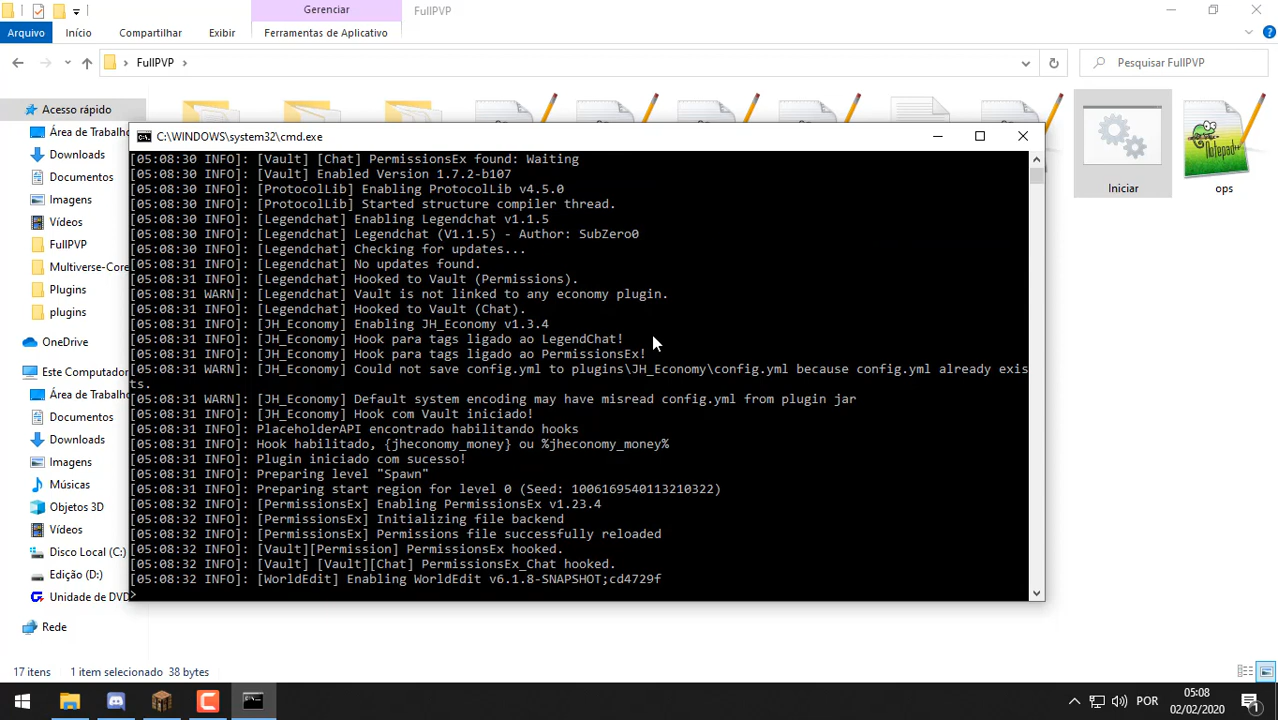 Gerenciar
FullPVP
Arquivo
Início
Compartilhar
Exibir
Ferramentas de Aplicativo
FullPVP
Pesquisar FullPVP
Acesso rápido
Área de Trabalho
Downloads
Documentos
Imagens
Vídeos
FullPVP
Multiverse-Core
Plugins
plugins
OneDrive
Este Computador
Área de Trabalho
Documentos
Downloads
Imagens
Músicas
Objetos 3D
Vídeos
Disco Local (C:)
Edição (D:)
Unidade de DVD
Rede
C:\WINDOWS\system32\cmd.exe
[05:08:30 INFO]: [Vault] [Chat] PermissionsEx found: Waiting
[05:08:30 INFO]: [Vault] Enabled Version 1.7.2-b107
[05:08:30 INFO]: [ProtocolLib] Enabling ProtocolLib v4.5.0
[05:08:30 INFO]: [ProtocolLib] Started structure compiler thread.
[05:08:30 INFO]: [Legendchat] Enabling Legendchat v1.1.5
[05:08:30 INFO]: [Legendchat] Legendchat (V1.1.5) - Author: SubZero0
[05:08:30 INFO]: [Legendchat] Checking for updates...
[05:08:31 INFO]: [Legendchat] No updates found.
[05:08:31 INFO]: [Legendchat] Hooked to Vault (Permissions).
[05:08:31 WARN]: [Legendchat] Vault is not linked to any economy plugin.
[05:08:31 INFO]: [Legendchat] Hooked to Vault (Chat).
[05:08:31 INFO]: [JH_Economy] Enabling JH_Economy v1.3.4
[05:08:31 INFO]: [JH_Economy] Hook para tags ligado ao LegendChat!
[05:08:31 INFO]: [JH_Economy] Hook para tags ligado ao PermissionsEx!
[05:08:31 WARN]: [JH_Economy] Could not save config.yml to plugins\JH_Economy\config.yml because config.yml already exis
ts.
[05:08:31 WARN]: [JH_Economy] Default system encoding may have misread config.yml from plugin jar
[05:08:31 INFO]: [JH_Economy] Hook com Vault iniciado!
[05:08:31 INFO]: PlaceholderAPI encontrado habilitando hooks
[05:08:31 INFO]: Hook habilitado, {jheconomy_money} ou %jheconomy_money%
[05:08:31 INFO]: Plugin iniciado com sucesso!
[05:08:31 INFO]: Preparing level "Spawn"
[05:08:31 INFO]: Preparing start region for level 0 (Seed: 1006169540113210322)
[05:08:32 INFO]: [PermissionsEx] Enabling PermissionsEx v1.23.4
[05:08:32 INFO]: [PermissionsEx] Initializing file backend
[05:08:32 INFO]: [PermissionsEx] Permissions file successfully reloaded
[05:08:32 INFO]: [Vault][Permission] PermissionsEx hooked.
[05:08:32 INFO]: [Vault] [Vault][Chat] PermissionsEx_Chat hooked.
[05:08:32 INFO]: [WorldEdit] Enabling WorldEdit v6.1.8-SNAPSHOT;cd4729f
>
Iniciar
Notepad++
ops
17 itens
1 item selecionado 38 bytes
POR
05:08
02/02/2020
1